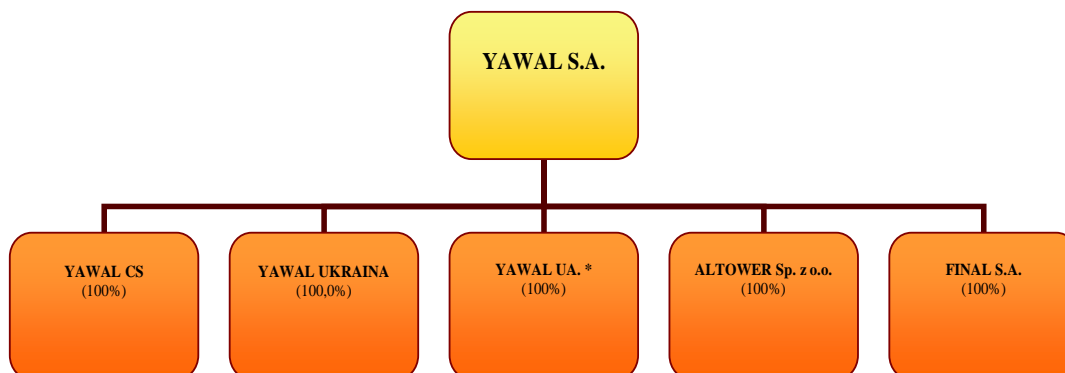 YAWAL S.A.
YAWAL CS
(100%)
YAWAL UKRAINA
(100,0%)
YAWAL UA. *
(100%)
ALTOWER Sp. z o.o.
(100%)
FINAL S.A.
(100%)